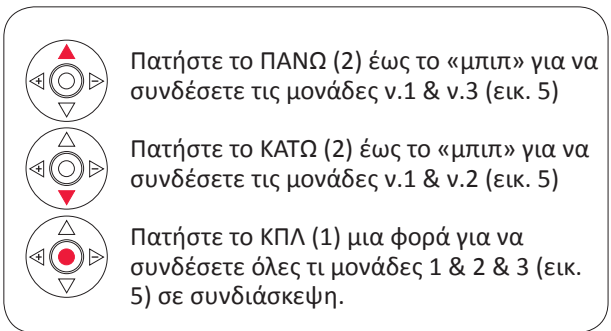 Πατήστε το ΠΑΝΩ (2) έως το «μπιπ» για να
συνδέσετε τις μονάδες ν.1 & ν.3 (εικ. 5)
Πατήστε το ΚΑΤΩ (2) έως το «μπιπ» για να
συνδέσετε τις μονάδες ν.1 & ν.2 (εικ. 5)
Πατήστε το ΚΠΛ (1) μια φορά για να
συνδέσετε όλες τι μονάδες 1 & 2 & 3 (εικ.
5) σε συνδιάσκεψη.